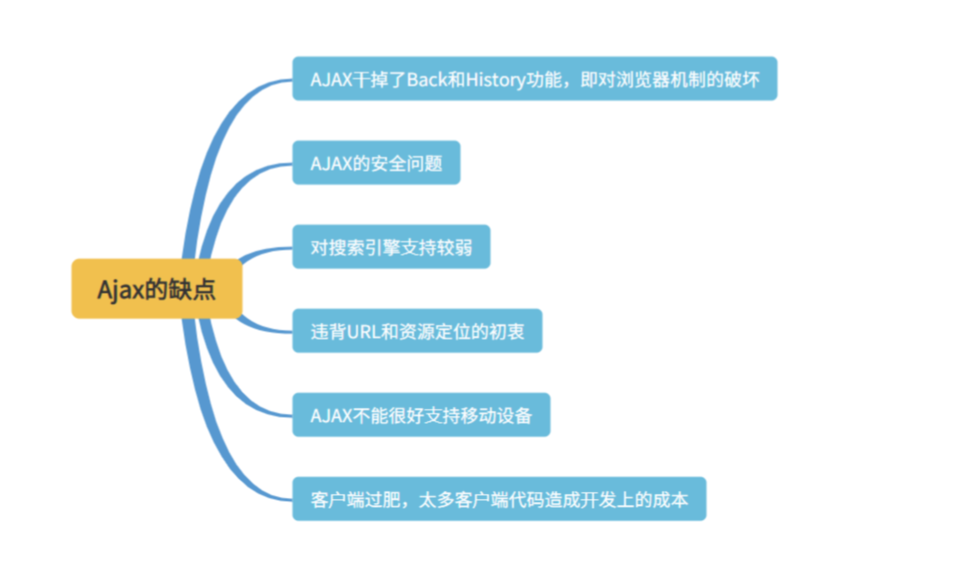 AJAX干掉了Back和History功能，即对浏览器机制的破坏
AJAX的安全问题
对搜索引擎支持较弱
Ajax的缺点
违背URL和资源定位的初衷
AJAX不能很好支持移动设备
客户端过肥，太多客户端代码造成开发上的成本